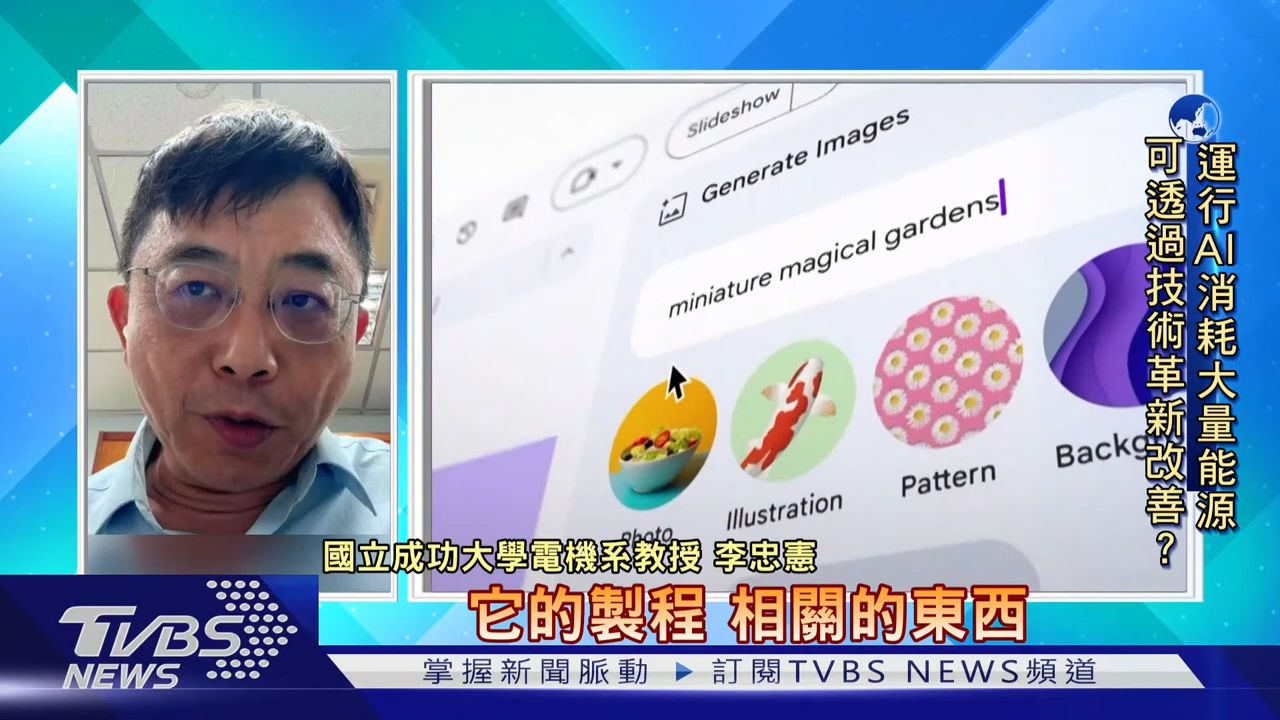 Slideshow
Generate Images
miniature magical gardens
Photo
Illustration
Pattern
運行AI消耗大量能源
可透過技術革新改善？
國立成功大學電機系教授 李忠憲
它的製程 相關的東西
TVBS
NEWS
掌握新聞脈動 ▶ 訂閱TVBS NEWS頻道